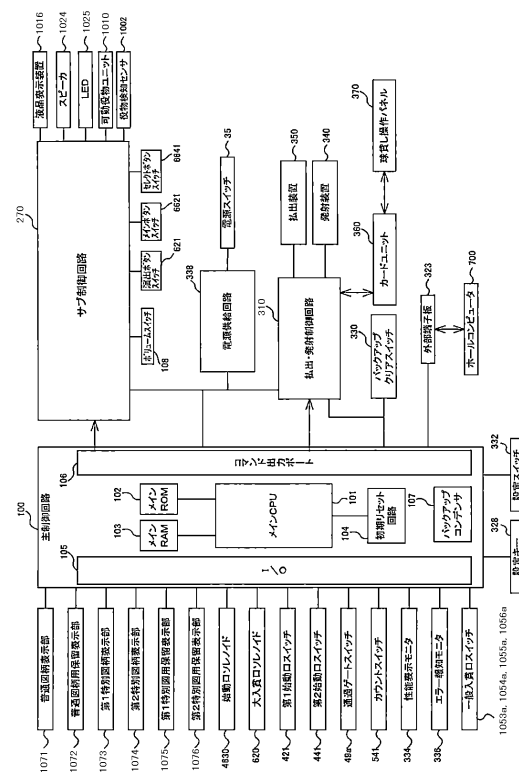 1016
液晶表示装置
1024
スピーカ
1025
LED
1010
可動役物ユニット
1002
役物検知センサ
270
サブ制御回路
6641
セレクトボタン
スイッチ
6621
メインボタン
スイッチ
621
演出ボタン
スイッチ
ボリュームスイッチ
108
35
電源スイッチ
338
電源供給回路
350
払出装置
340
発射装置
310
払出・発射制御回路
370
球貸し操作パネル
360
カードユニット
330
バックアップ
クリアスイッチ
323
外部端子板
700
ホールコンピュータ
100
主制御回路
106
コマンド出力ポート
102
メイン
ROM
103
メイン
RAM
101
メインCPU
104
初期リセット
回路
107
バックアップ
コンデンサ
105
I/O
332
設定スイッチ
328
設定キー
1071
普通図柄表示部
1072
普通図柄用保留表示部
1073
第1特別図柄表示部
1074
第2特別図柄表示部
1075
第1特別図用保留表示部
1076
第2特別図用保留表示部
4630
始動口ソレノイド
620
大入賞口ソレノイド
421
第1始動口スイッチ
441
第2始動口スイッチ
49a
通過ゲートスイッチ
541
カウントスイッチ
334
性能表示モニタ
336
エラー報知モニタ
一般入賞口スイッチ
1053a, 1054a, 1055a, 1056a